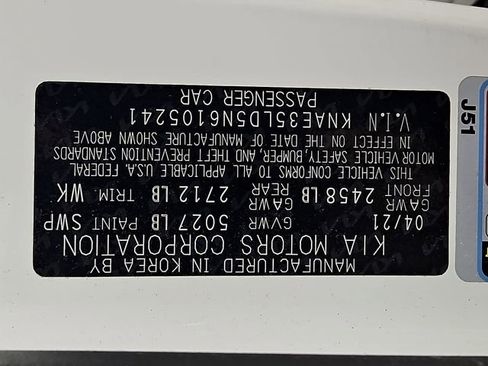 MANUFACTURED IN KOREA BY
KIA MOTORS CORPORATION
04/21 GVWR 5027 LB PAINT SWP
GAWR FRONT 2458 LB GAWR REAR 2712 LB TRIM WK
THIS VEHICLE CONFORMS TO ALL APPLICABLE U.S.A. FEDERAL
MOTOR VEHICLE SAFETY, BUMPER, AND THEFT PREVENTION STANDARDS
IN EFFECT ON THE DATE OF MANUFACTURE SHOWN ABOVE
V.I.N KNAE35LD5N6105241
PASSENGER CAR
J51